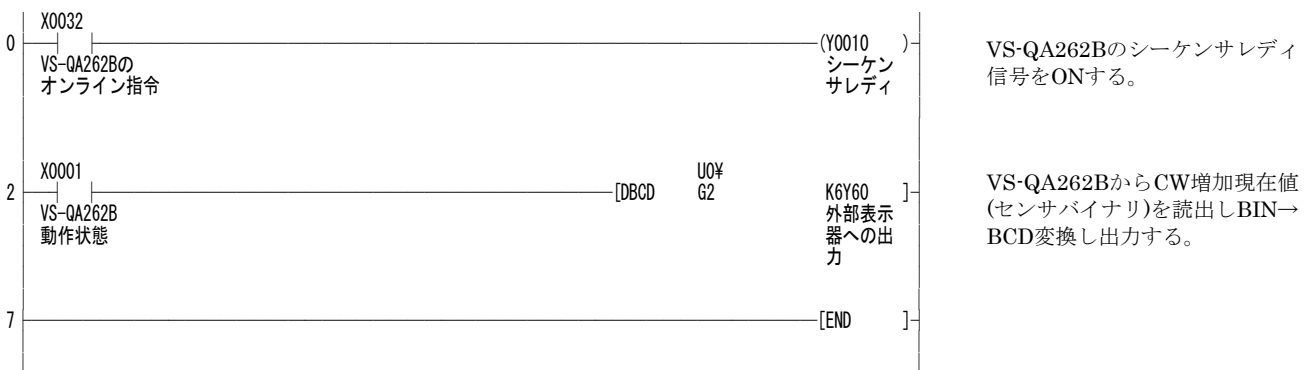 X0032
0
(Y0010 )
VS-QA262Bの
オンライン指令
シーケン
サレディ
VS-QA262Bのシーケンサレディ
信号をONする。
X0001
2
[DBCD U0¥
G2 K6Y60 ]
VS-QA262B
動作状態
外部表示
器への出
力
VS-QA262BからCW増加現在値
(センサバイナリ)を読出しBIN→
BCD変換し出力する。
7
[END ]